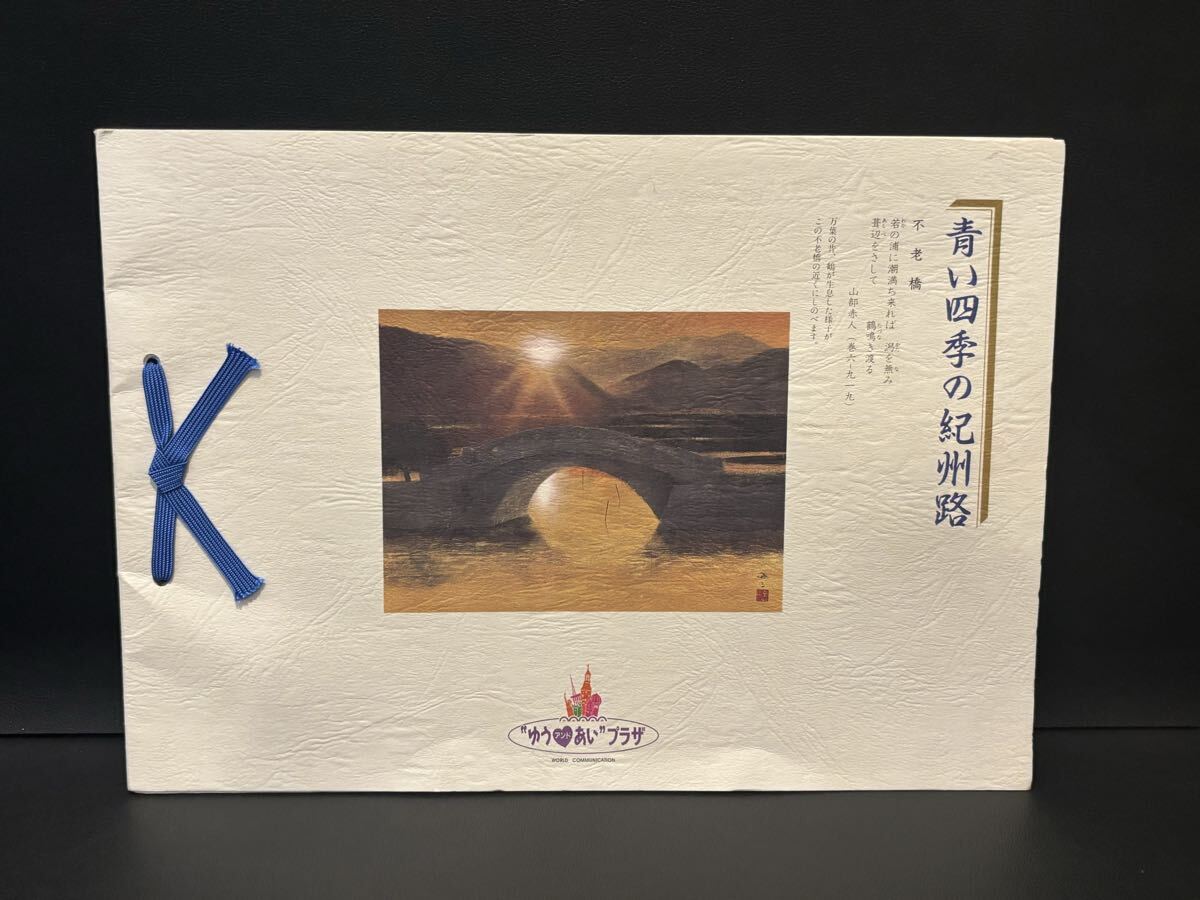 青い四季の紀州路
不老橋
若の浦に潮満ち来れば　潟を無み
葦辺をさして　鶴鳴き渡る
山部赤人（巻六−九一九）
万葉の昔、鶴が生息した様子が
この不老橋の近くにしのべます。
“ゆうアンドあい”プラザ
WORLD COMMUNICATION